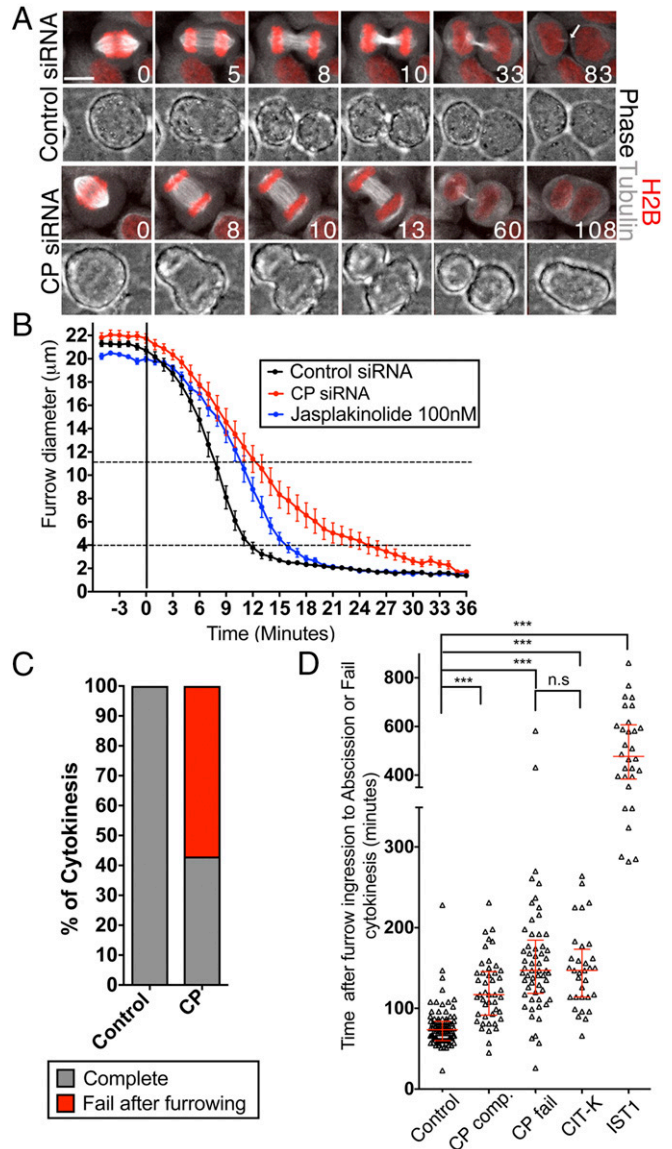 A
Control siRNA
0 5 8 10 33 83
Phase
Tubulin
H2B
CP siRNA
0 8 10 13 60 108
B
Furrow diameter (μm)
22
20
18
16
14
12
10
8
6
4
2
0
Control siRNA
CP siRNA
Jasplakinolide 100nM
-3 0 3 6 9 12 15 18 21 24 27 30 33 36
Time (Minutes)
C
% of Cytokinesis
100
90
80
70
60
50
40
30
20
10
0
Control CP
Complete
Fail after furrowing
D
Time after furrow ingression to Abscission or Fail
cytokinesis (minutes)
***
***
***
***
n.s
800
600
400
300
200
100
0
Control CP comp. CP fail CIT-K IST1